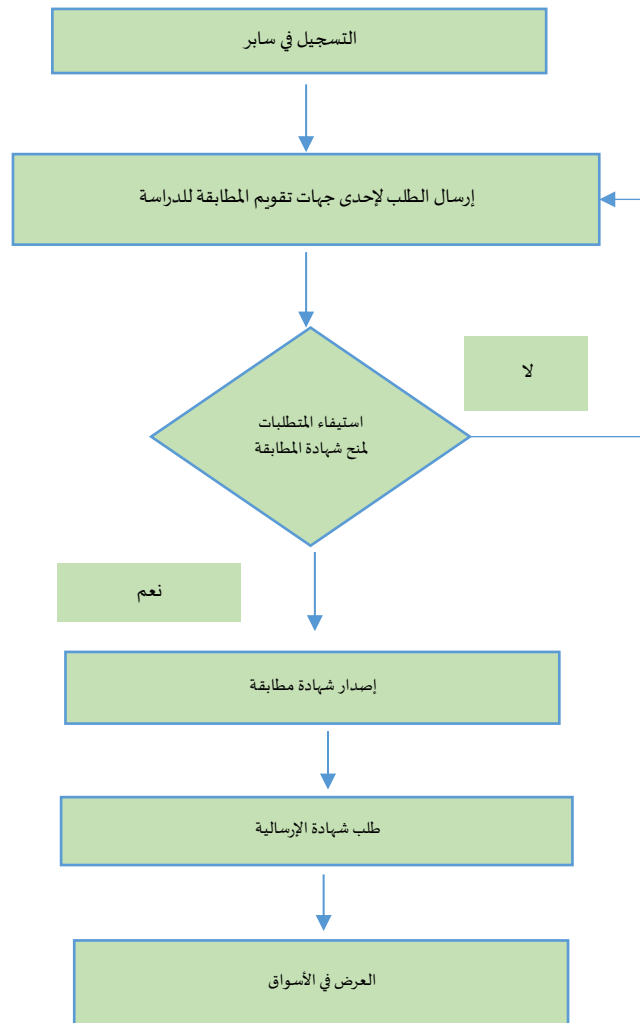 التسجيل في سابر
إرسال الطلب لإحدى جهات تقويم المطابقة للدراسة
لا
استيفاء المتطلبات
لمنح شهادة المطابقة
نعم
إصدار شهادة مطابقة
طلب شهادة الإرسالية
العرض في الأسواق